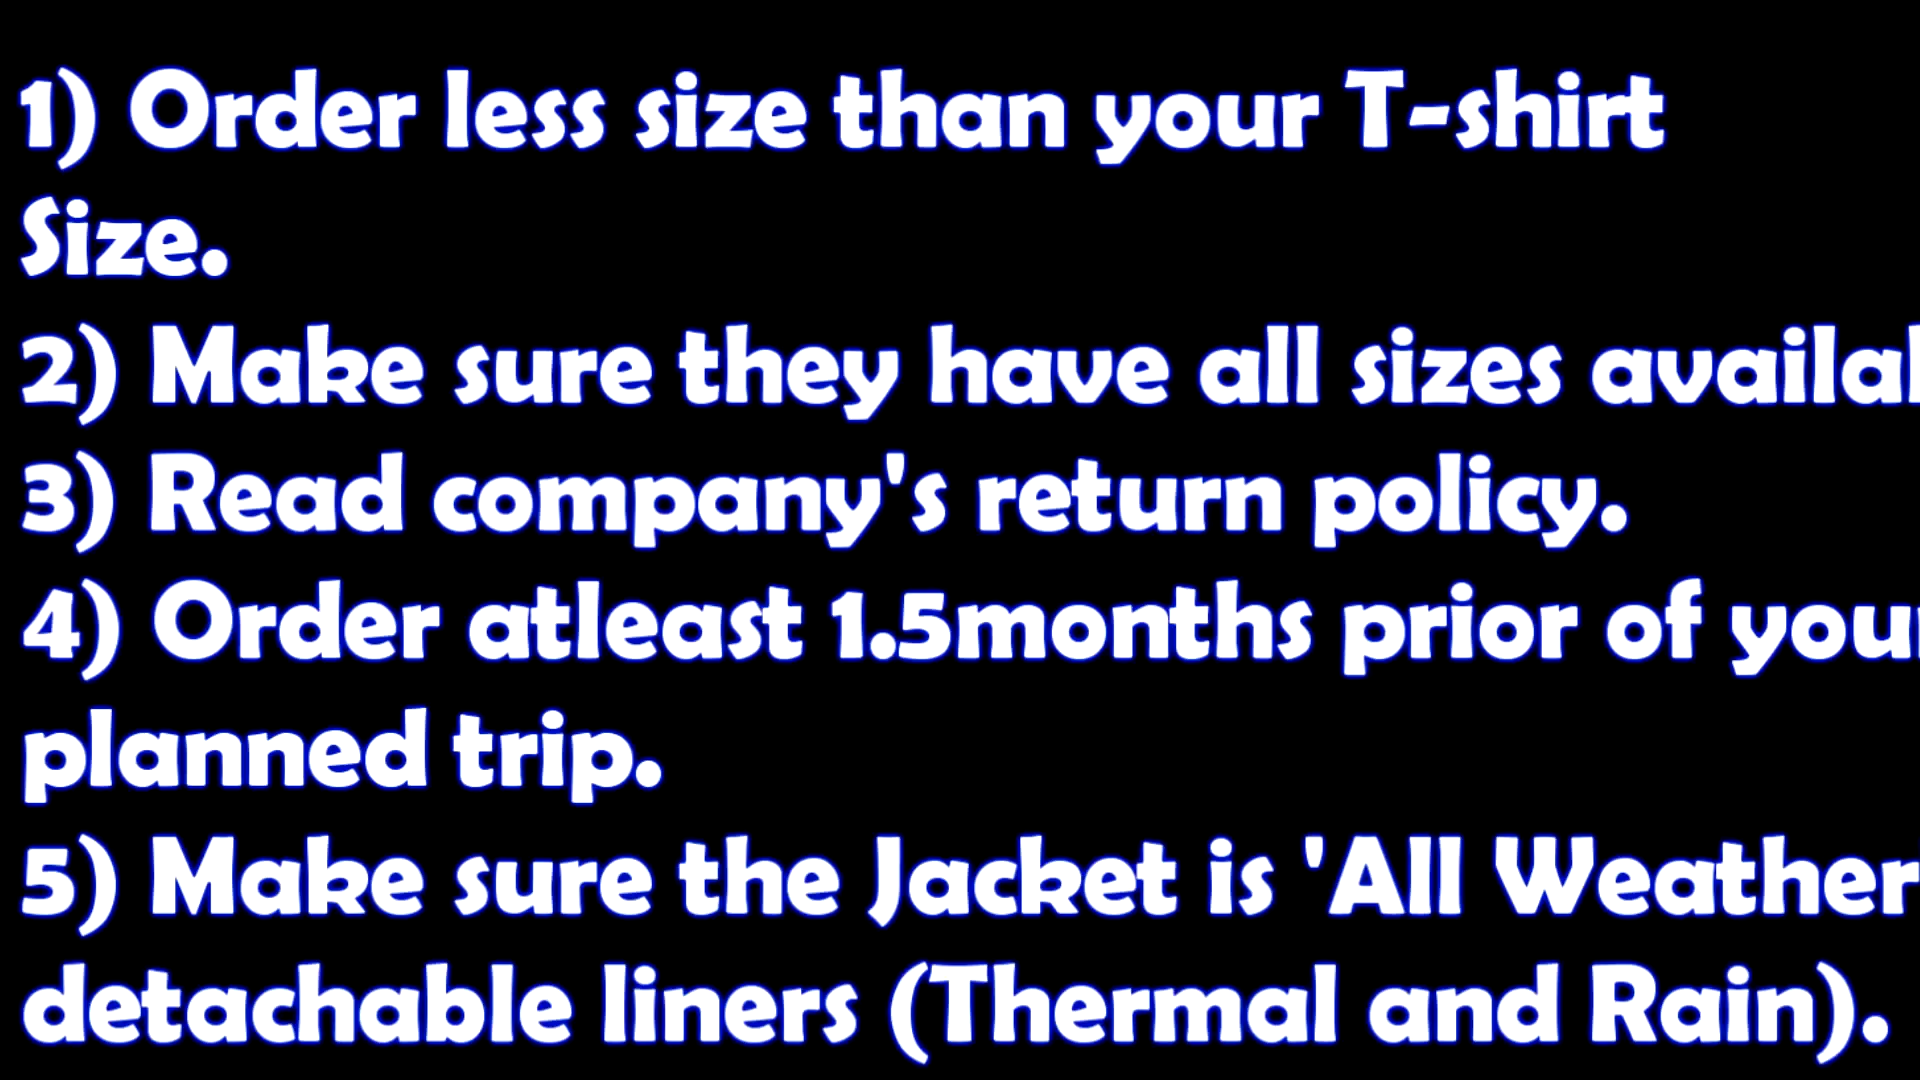 1) Order less size than your T-shirt
Size.
2) Make sure they have all sizes
3) Read company's return policy.
4) Order atleast 1.5months prior of
planned trip.
5) Make sure the Jacket is 'All Weather
detachable liners (Thermal and Rain).